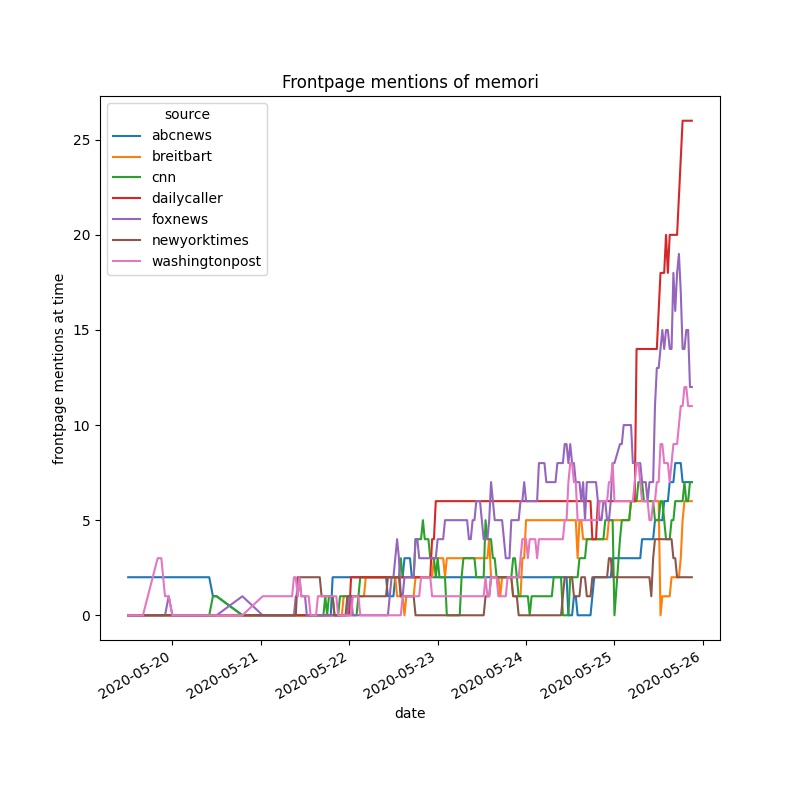 Frontpage mentions of memori
source
abcnews
breitbart
cnn
dailycaller
foxnews
newyorktimes
washingtonpost
frontpage mentions at time
25
20
15
10
5
0
2020-05-20
2020-05-21
2020-05-22
2020-05-23
2020-05-24
2020-05-25
2020-05-26
date